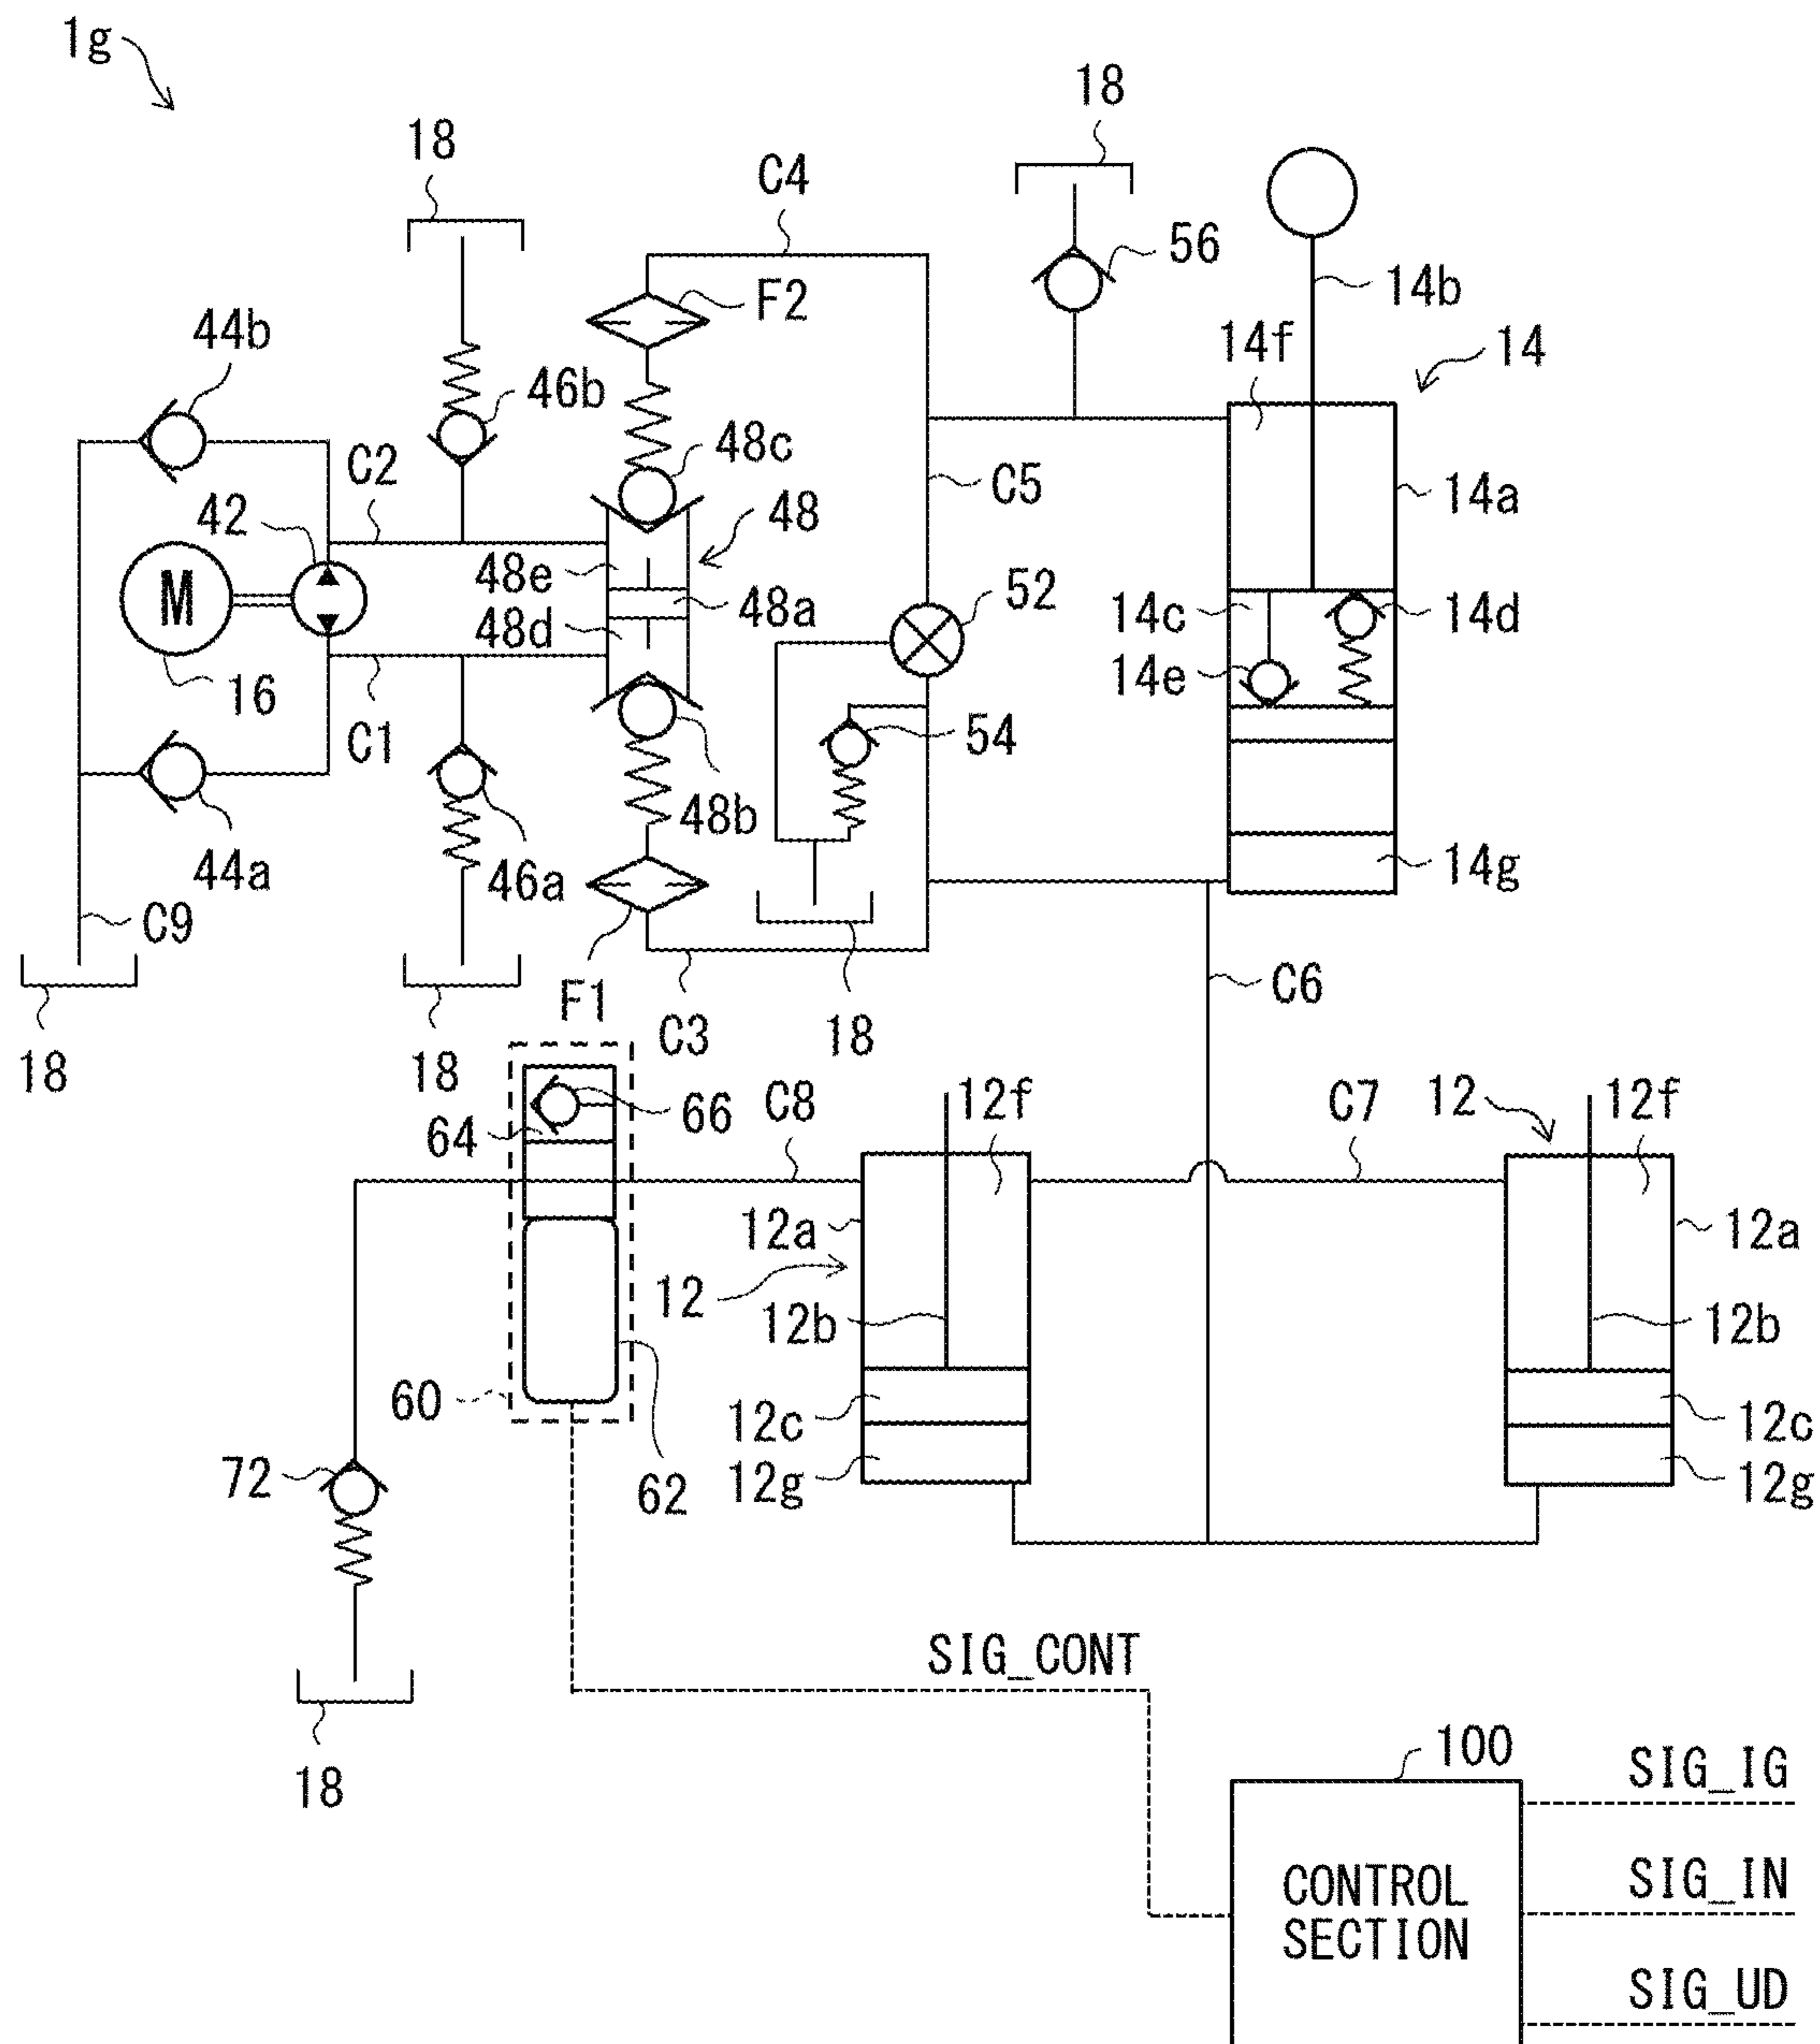 1g
18
18
C4
56
14b
F2
14f
14
44b
46b
48c
C2
C5
14a
42
48
48e
52
M
48a
14c
14d
48d
14e
16
54
C1
48b
44a
46a
14g
C9
F1
C6
18
18
C3
18
66
C8
12f
C7
12
12f
64
12a
12a
12
12b
12b
60
12c
12c
72
62
12g
12g
SIG_CONT
18
100
SIG_IG
CONTROL
SECTION
SIG_IN
SIG_UD